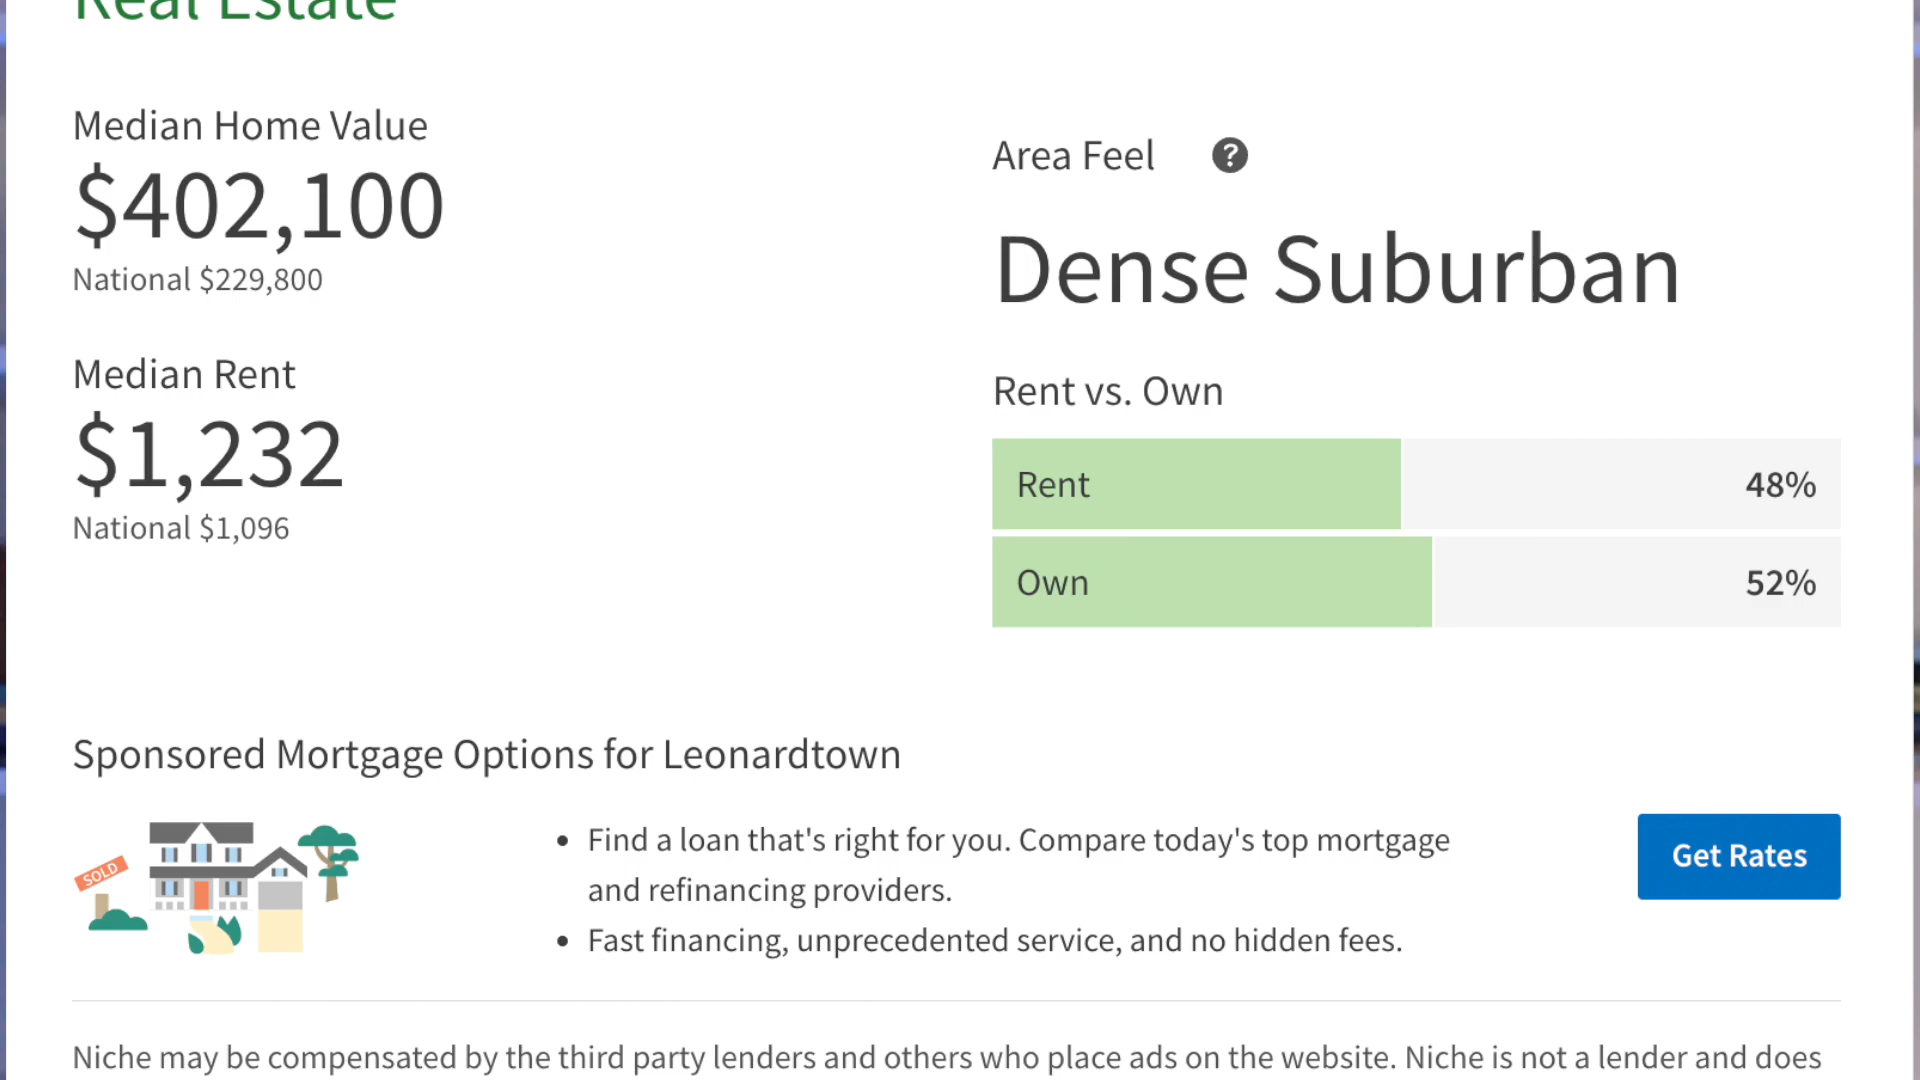 Real Estate
Median Home Value
$402,100
National $229,800
Median Rent
$1,232
National $1,096
Area Feel ?
Dense Suburban
Rent vs. Own
Rent 48%
Own 52%
Sponsored Mortgage Options for Leonardtown
SOLD
• Find a loan that's right for you. Compare today's top mortgage
and refinancing providers.
• Fast financing, unprecedented service, and no hidden fees.
Get Rates
Niche may be compensated by the third party lenders and others who place ads on the website. Niche is not a lender and does